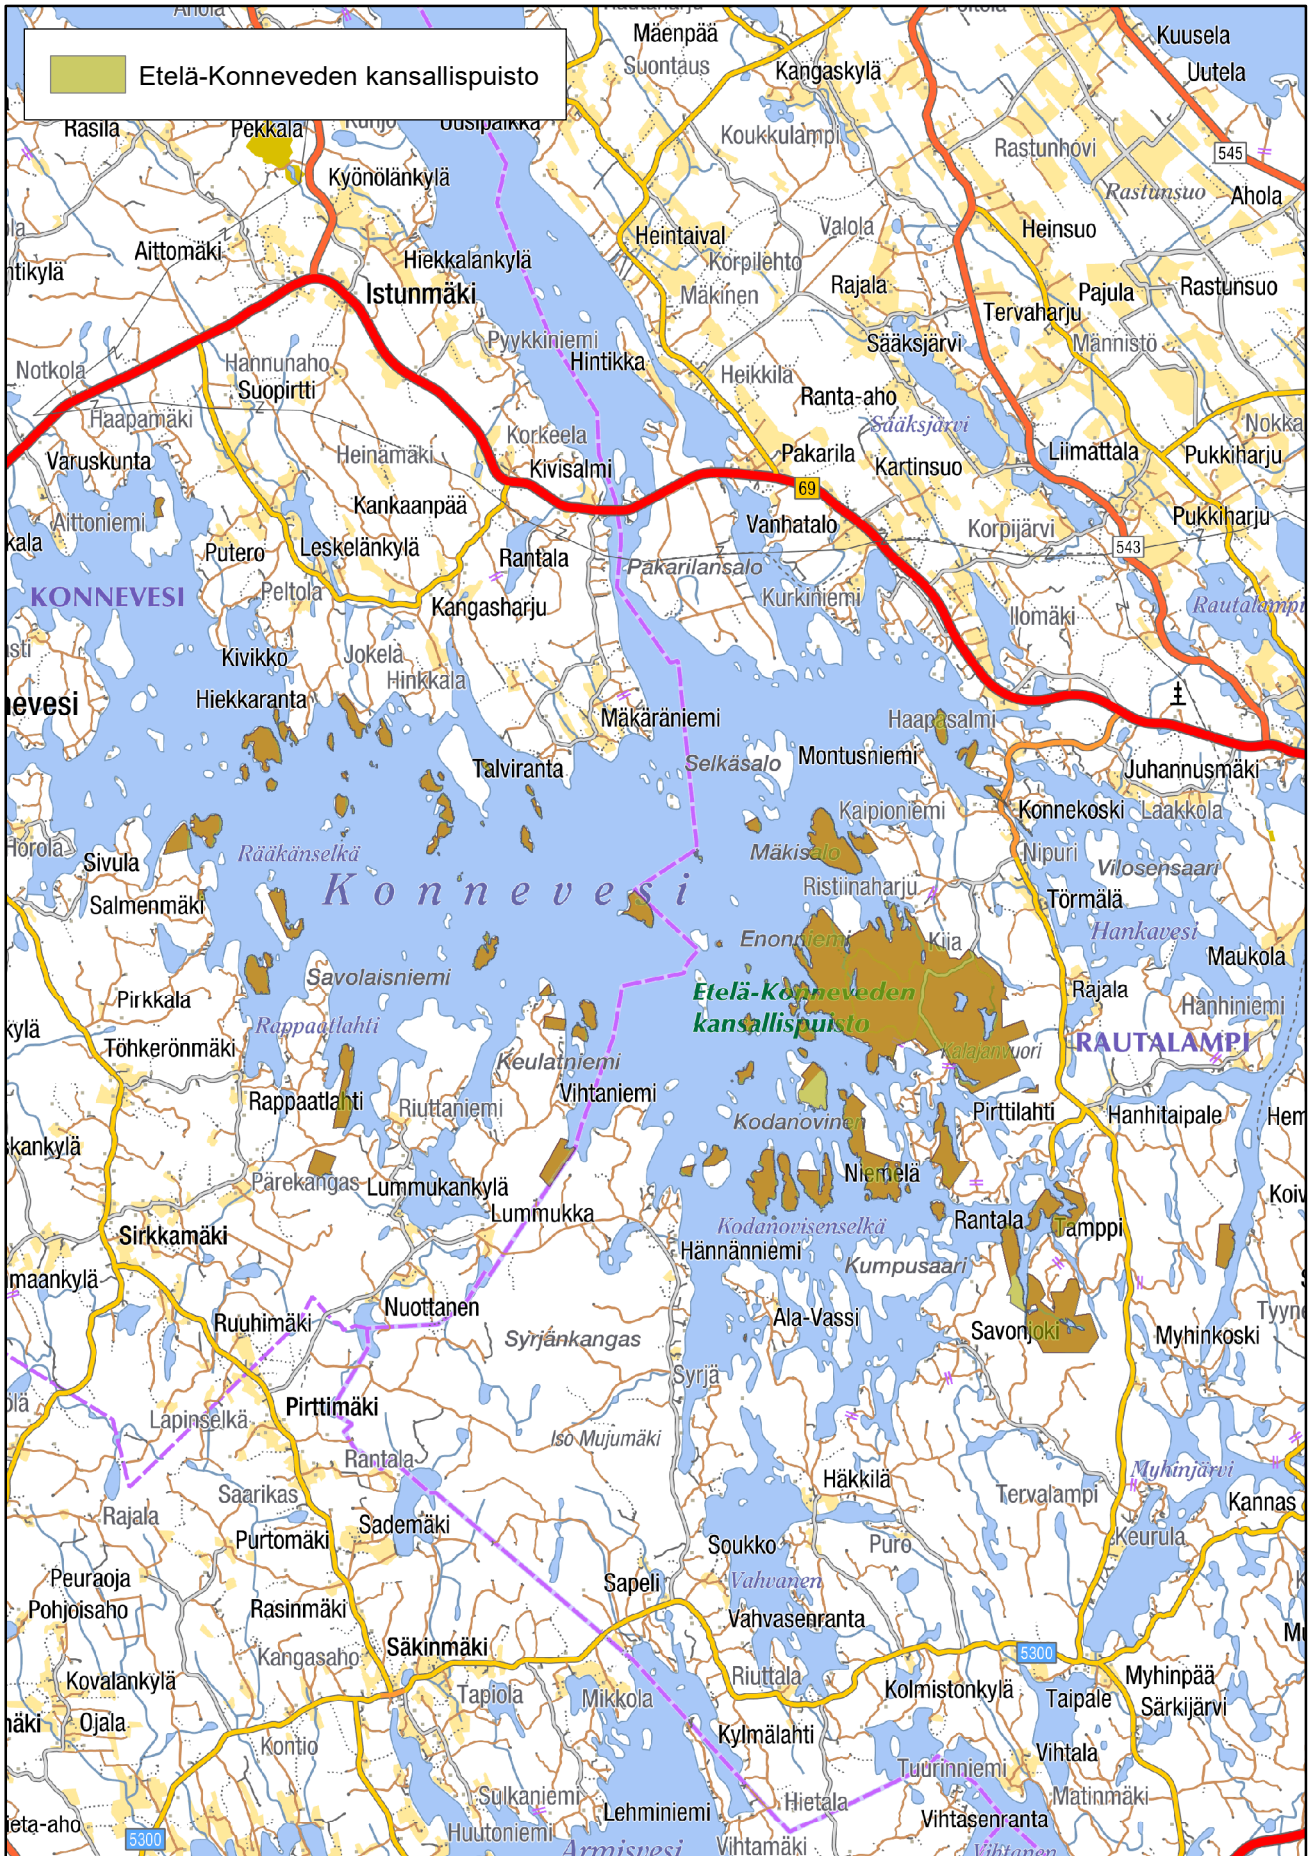 Etelä-Konneveden kansallispuisto
Mäenpää
Suontaus
Kangaskylä
Kuusela
Uutela
Rasila
Pekkala
Uusipaikka
Koukkulampi
Rastunhovi
545
Kyönölänkylä
Rastunsuo
Ahola
Aittomäki
Hiekkalänkylä
Heintaival
Valola
Heinsuo
Korpilehto
Istunmäki
Mäkinen
Rajala
Pajula
Rastunsuo
Tervaharju
Pyykkiniemi
Hintikka
Sääksjärvi
Männistö
Notkola
Hannunaho
Suopirtti
Heikkilä
Ranta-aho
Haapamäki
Sääksjärvi
Korkeela
Heinämäki
Varuskunta
Kivisalmi
Pakarila
Kartinsuo
Liimattala
Pukkiharju
69
Kankaanpää
Aittoniemi
Vanhatalo
Korpijärvi
Pukkiharju
543
Putero
Leskelänkylä
Rantala
Pakarilansalo
Peltola
KONNEVESI
Kangasharju
Kurkiniemi
Ilomäki
Rautalampi
Kivikko
Jokela
Hinkkala
Hiekkaranta
Mäkäräniemi
Haapasalmi
Talviranta
Selkäsalo
Montusniemi
Juhannusmäki
Kaipioniemi
Konnekoski
Laakkola
Sivula
Rääkänselkä
Mäkisalo
Nipuri
Vilosensaari
Konnevesi
Ristiinaharju
Törmälä
Salmenmäki
Enonniemi
Kiia
Hankavesi
Maukola
Savolaisniemi
Pirkkala
Etelä-Konneveden
kansallispuisto
Rajala
Hanhiniemi
Rappaatlahti
Töhkerönmäki
Keulatniemi
Kalajanvuori
RAUTALAMPI
Rappaatlahti
Riuttaniemi
Vihtaniemi
Kodanovinen
Pirttilahti
Hanhitaipale
Parekangas
Lummukankylä
Niemelä
Lummukka
Kodanovisenselkä
Rantala
Tamppi
Sirkkamäki
Hännänniemi
Kumpusaari
Ruuhimäki
Nuottanen
Ala-Vassi
Syrjänkangas
Savonjoki
Myhinkoski
Syrjä
Lapinselkä
Pirttimäki
Iso Mujumäki
Rantala
Häkkilä
Myhinjärvi
Saarikas
Tervalampi
Kannas
Rajala
Sademäki
Purtomäki
Soukko
Puro
Keurula
Peuraoja
Sapeli
Vahvanen
Pohjoisaho
Rasinmäki
Vahvasenranta
Säkinmäki
Kangasaho
5300
Kovalankylä
Tapiola
Mikkola
Riuttala
Kolmistonkylä
Myhinpää
Taipale
Särkijärvi
Ojala
Kontio
Kylmälahti
Vihtala
Tuurinniemi
Sulkaniemi
Hietala
Matinmäki
Lehminiemi
Vihtasenranta
Huutoniemi
5300
Armisvesi
Vihtamäki
Vihtanen